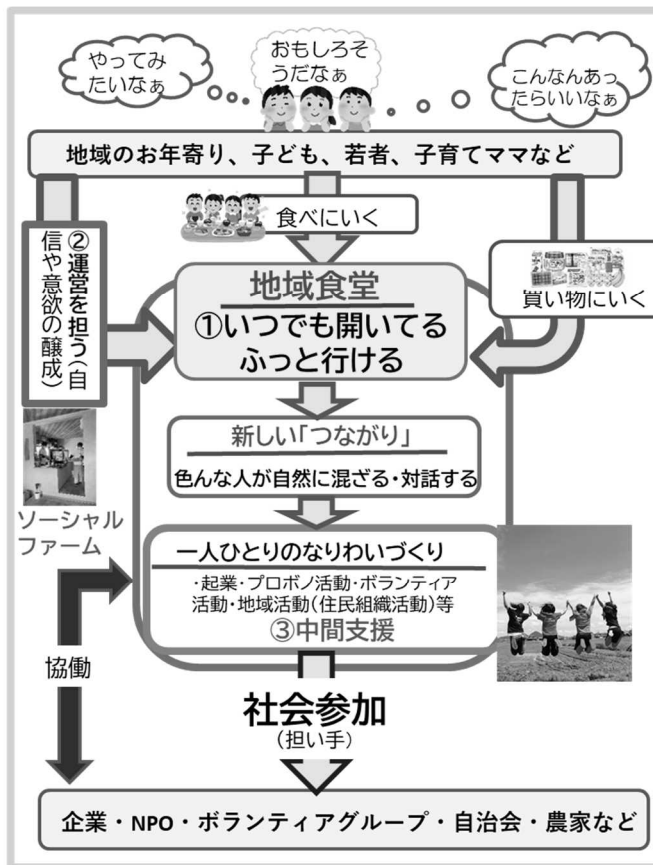 やってみ
たいなぁ
おもしろそ
うだなぁ
こんなんあっ
たらいいなぁ
地域のお年寄り、子ども、若者、子育てママなど
食べにいく
買い物にいく
②運営を担う(自
信や意欲の醸成)
地域食堂
①いつでも開いてる
ふっと行ける
新しい「つながり」
色んな人が自然に混ざる・対話する
ソーシャル
ファーム
一人ひとりのなりわいづくり
・起業・プロボノ活動・ボランティア
活動・地域活動(住民組織活動)等
③中間支援
協働
社会参加
(担い手)
企業・NPO・ボランティアグループ・自治会・農家など